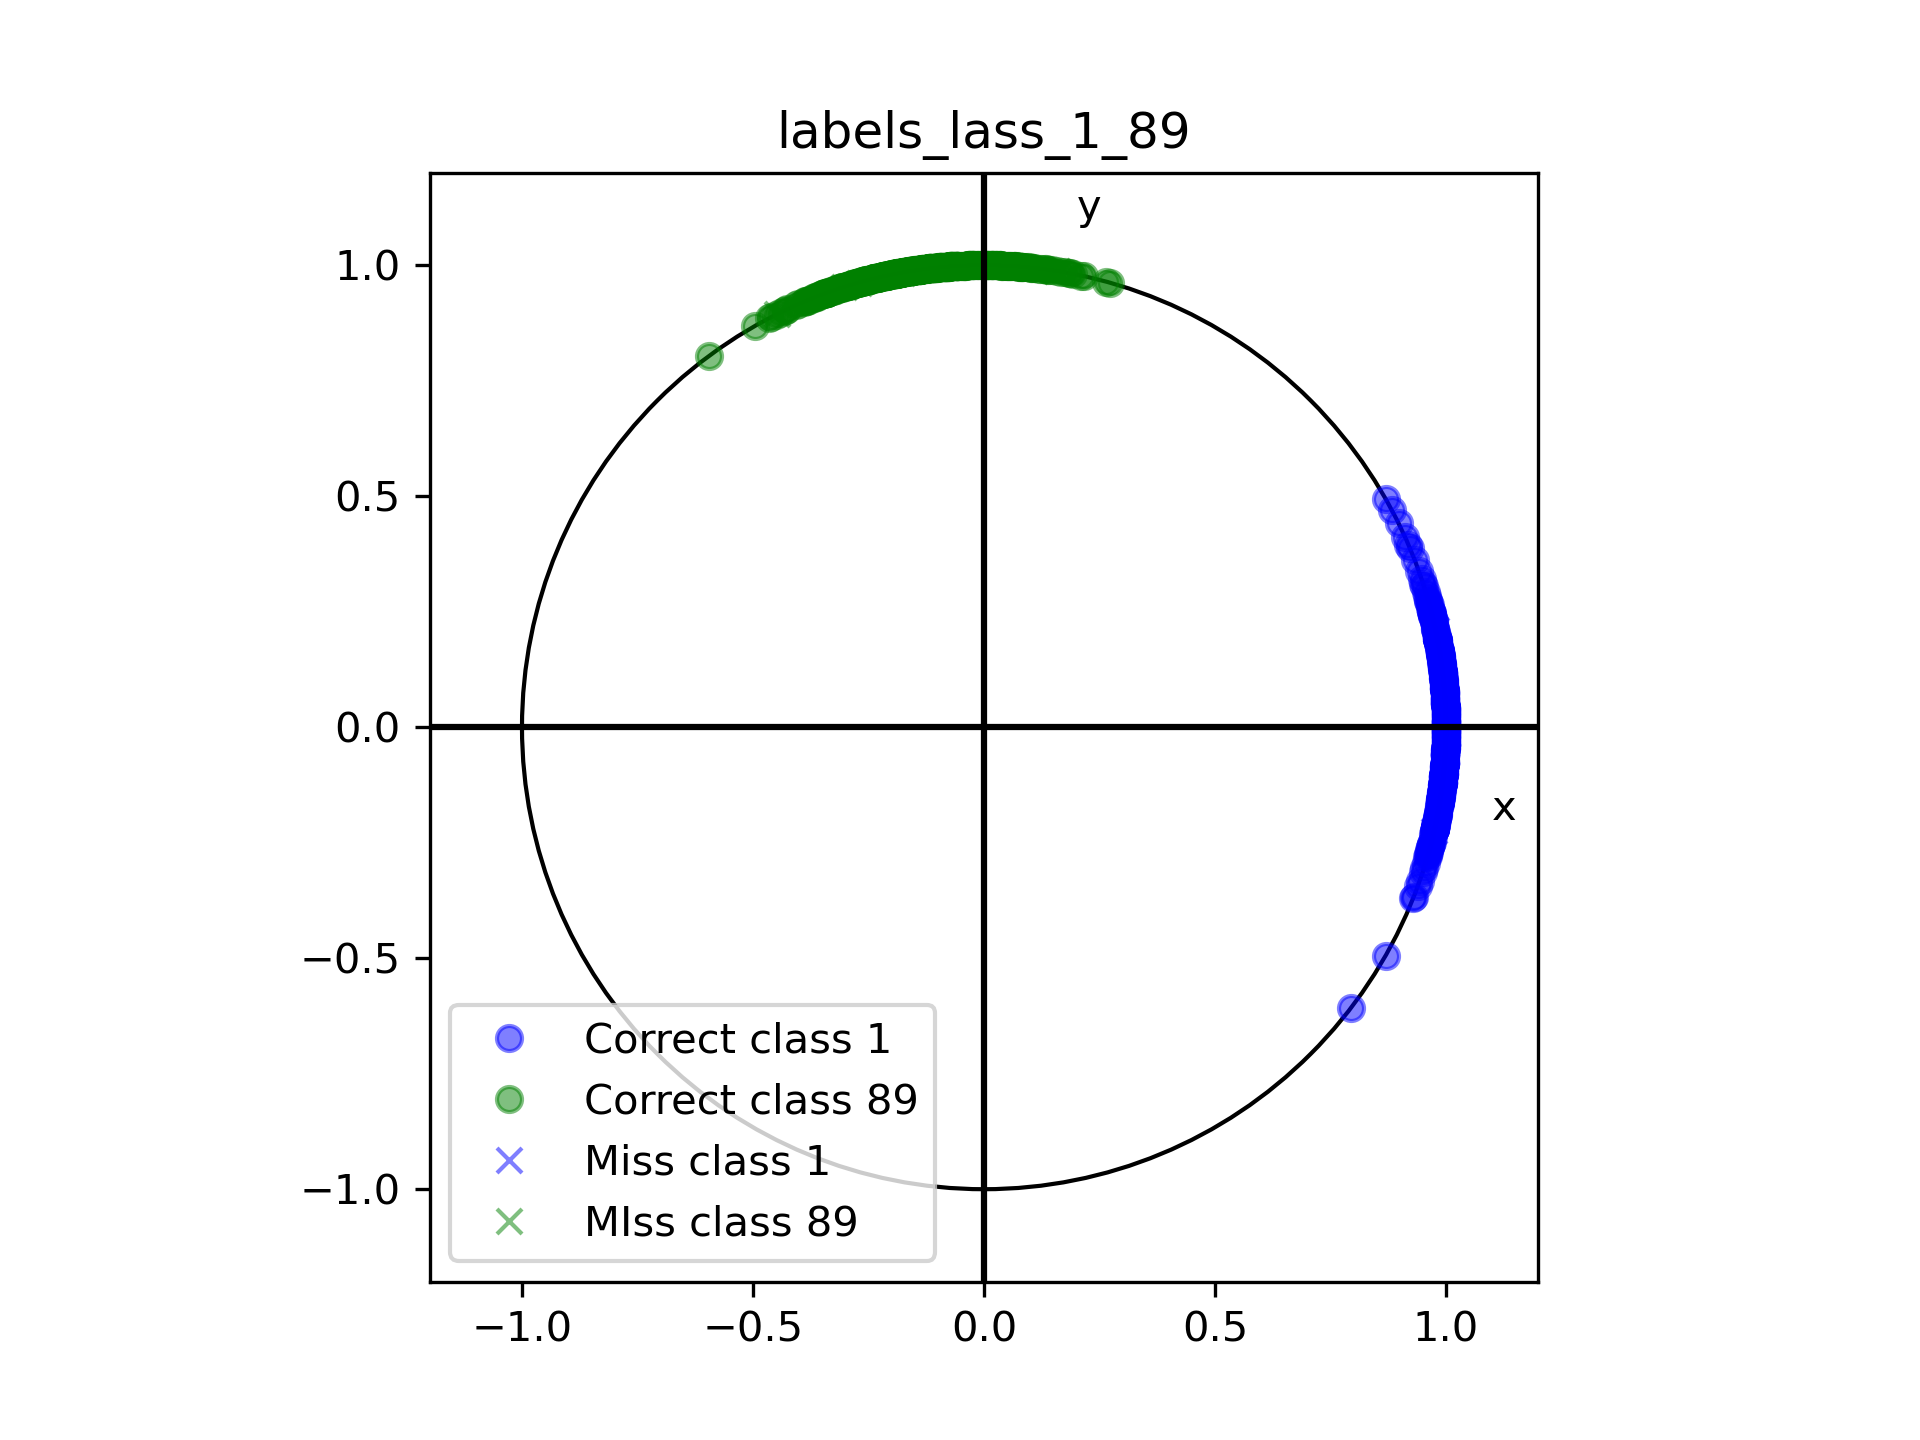 labels_lass_1_89
y
1.0
0.5
0.0
x
−0.5
−1.0
Correct class 1
Correct class 89
Miss class 1
MIss class 89
−1.0 −0.5 0.0 0.5 1.0